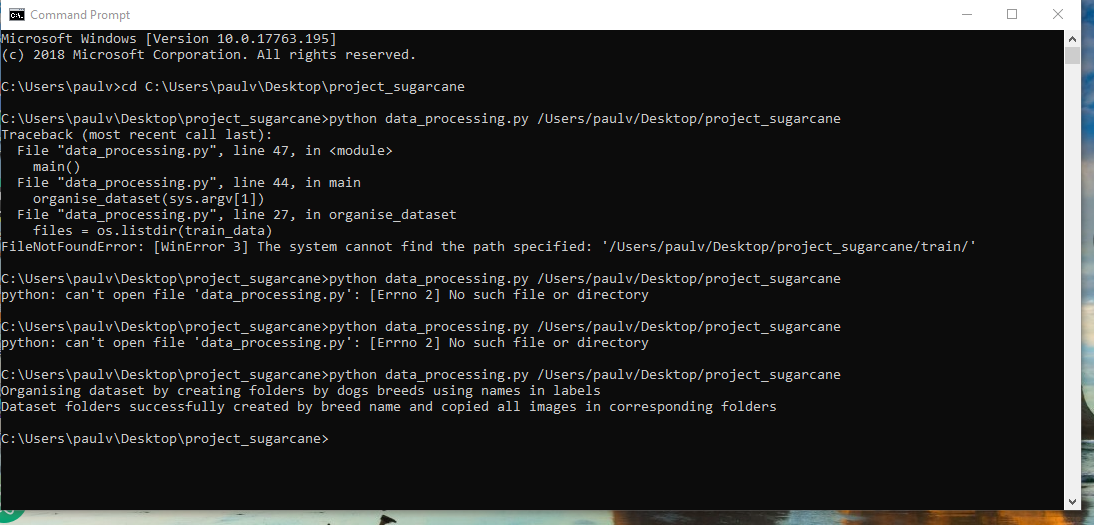 Command Prompt
Microsoft Windows [Version 10.0.17763.195]
(c) 2018 Microsoft Corporation. All rights reserved.
C:\Users\paulv>cd C:\Users\paulv\Desktop\project_sugarcane
C:\Users\paulv\Desktop\project_sugarcane>python data_processing.py /Users/paulv/Desktop/project_sugarcane
Traceback (most recent call last):
  File "data_processing.py", line 47, in <module>
    main()
  File "data_processing.py", line 44, in main
    organise_dataset(sys.argv[1])
  File "data_processing.py", line 27, in organise_dataset
    files = os.listdir(train_data)
FileNotFoundError: [WinError 3] The system cannot find the path specified: '/Users/paulv/Desktop/project_sugarcane/train/'
C:\Users\paulv\Desktop\project_sugarcane>python data_processing.py /Users/paulv/Desktop/project_sugarcane
python: can't open file 'data_processing.py': [Errno 2] No such file or directory
C:\Users\paulv\Desktop\project_sugarcane>python data_processing.py /Users/paulv/Desktop/project_sugarcane
python: can't open file 'data_processing.py': [Errno 2] No such file or directory
C:\Users\paulv\Desktop\project_sugarcane>python data_processing.py /Users/paulv/Desktop/project_sugarcane
Organising dataset by creating folders by dogs breeds using names in labels
Dataset folders successfully created by breed name and copied all images in corresponding folders
C:\Users\paulv\Desktop\project_sugarcane>